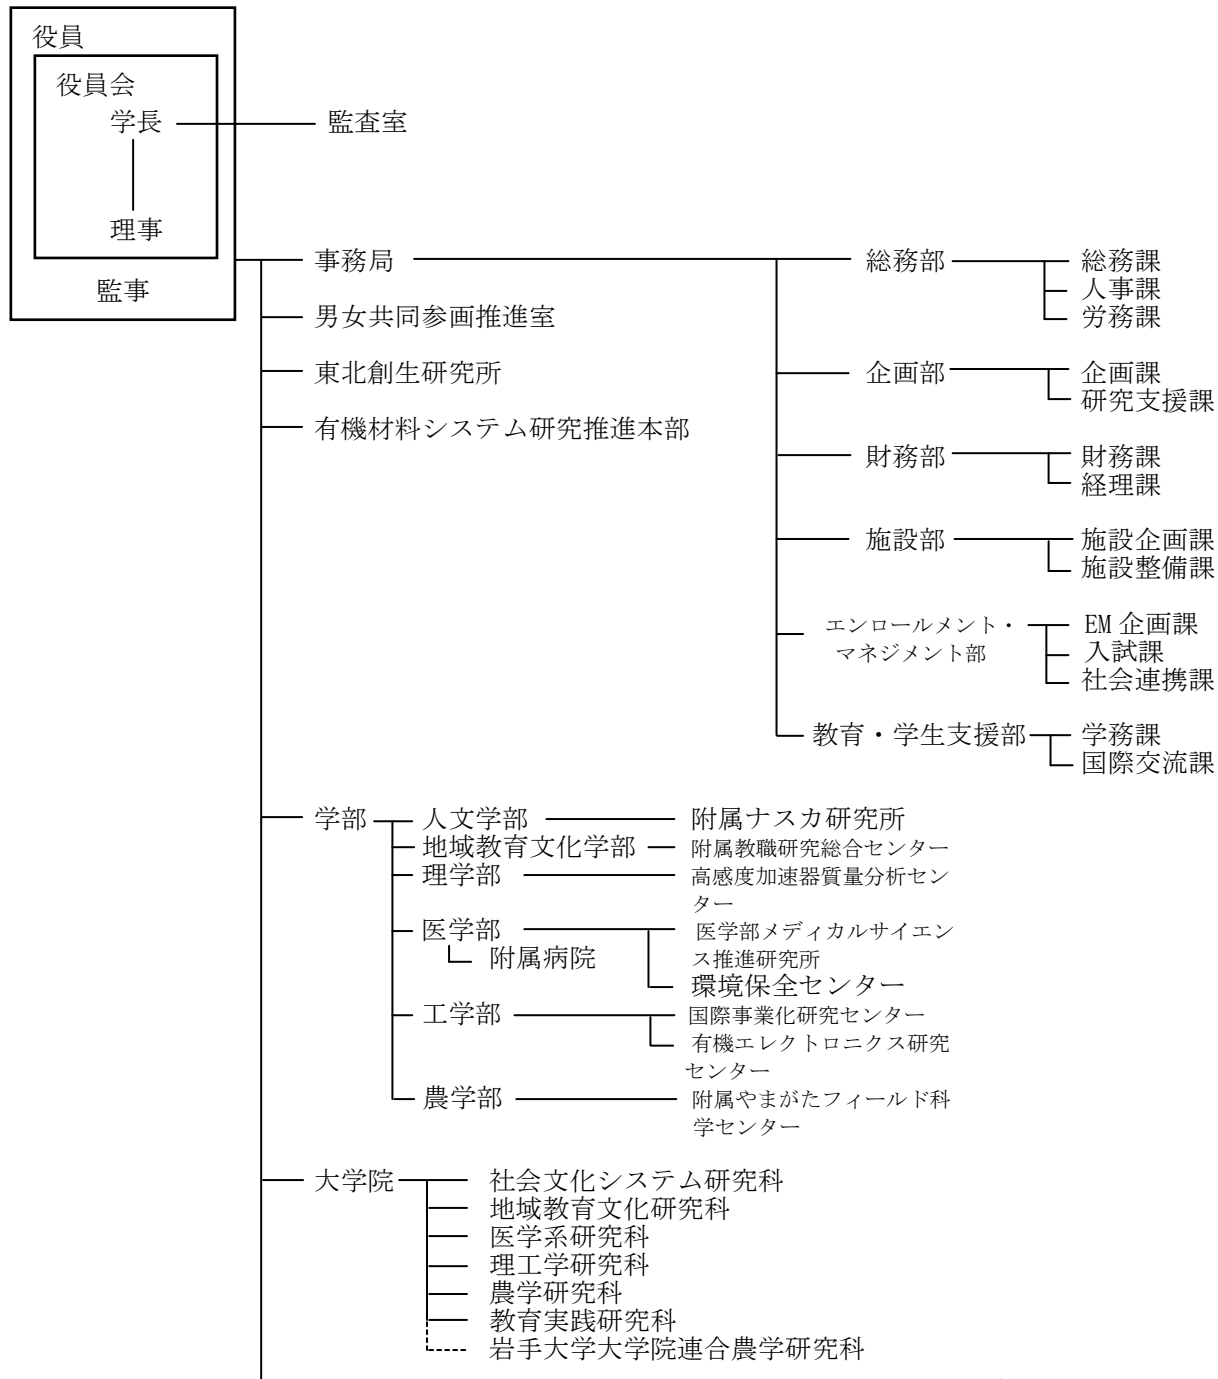 役員
役員会
学長
監査室
理事
監事
事務局
総務部
総務課
人事課
労務課
男女共同参画推進室
東北創生研究所
企画部
企画課
研究支援課
有機材料システム研究推進本部
財務部
財務課
経理課
施設部
施設企画課
施設整備課
エンロールメント・
マネジメント部
EM 企画課
入試課
社会連携課
教育・学生支援部
学務課
国際交流課
学部
人文学部
附属ナスカ研究所
地域教育文化学部
附属教職研究総合センター
理学部
高感度加速器質量分析セン
ター
医学部
附属病院
医学部メディカルサイエン
ス推進研究所
環境保全センター
工学部
国際事業化研究センター
有機エレクトロニクス研究
センター
農学部
附属やまがたフィールド科
学センター
大学院
社会文化システム研究科
地域教育文化研究科
医学系研究科
理工学研究科
農学研究科
教育実践研究科
岩手大学大学院連合農学研究科